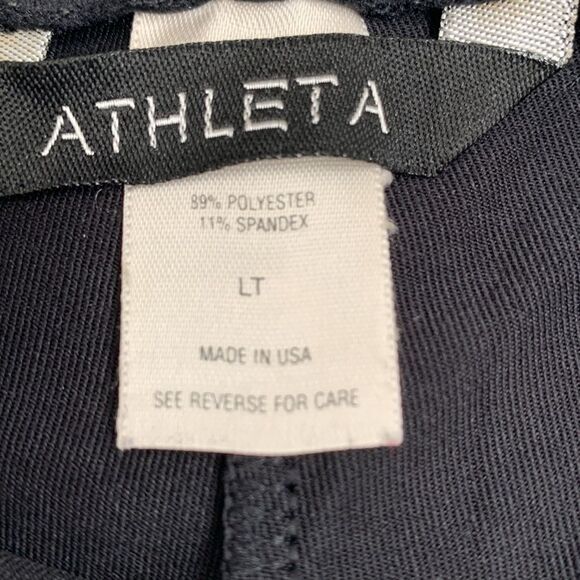 ATHLETA
89% POLYESTER
11% SPANDEX
LT
MADE IN USA
SEE REVERSE FOR CARE